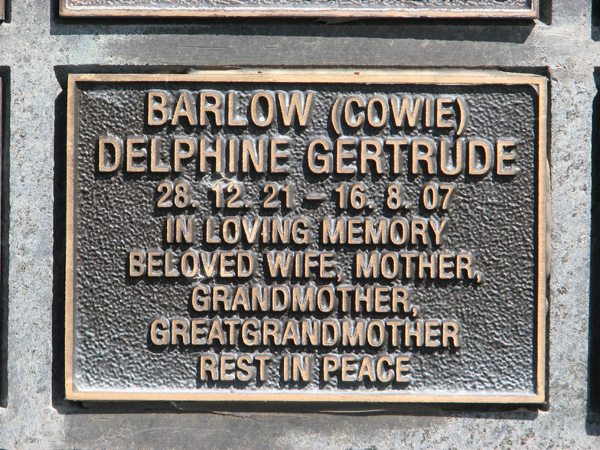 BARLOW (COWIE)
DELPHINE GERTRUDE
28. 12. 21 – 16. 8. 07
IN LOVING MEMORY
BELOVED WIFE, MOTHER,
GRANDMOTHER,
GREATGRANDMOTHER
REST IN PEACE